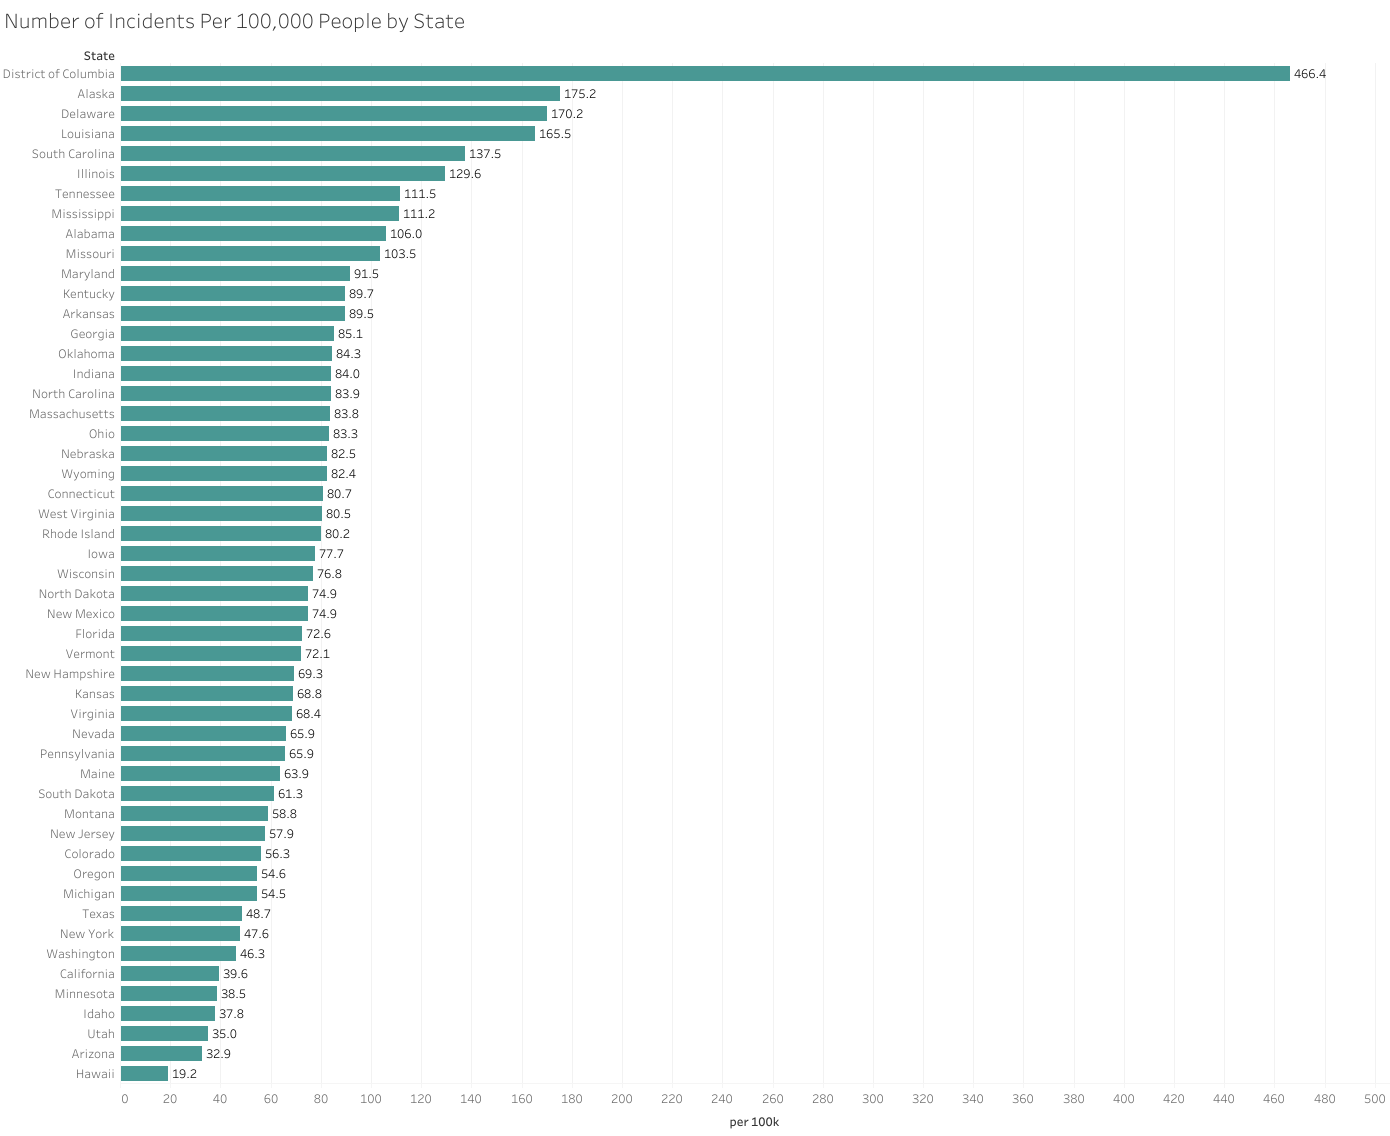 Number of Incidents Per 100,000 People by State
State
District of Columbia 466.4
Alaska 175.2
Delaware 170.2
Louisiana 165.5
South Carolina 137.5
Illinois 129.6
Tennessee 111.5
Mississippi 111.2
Alabama 106.0
Missouri 103.5
Maryland 91.5
Kentucky 89.7
Arkansas 89.5
Georgia 85.1
Oklahoma 84.3
Indiana 84.0
North Carolina 83.9
Massachusetts 83.8
Ohio 83.3
Nebraska 82.5
Wyoming 82.4
Connecticut 80.7
West Virginia 80.5
Rhode Island 80.2
Iowa 77.7
Wisconsin 76.8
North Dakota 74.9
New Mexico 74.9
Florida 72.6
Vermont 72.1
New Hampshire 69.3
Kansas 68.8
Virginia 68.4
Nevada 65.9
Pennsylvania 65.9
Maine 63.9
South Dakota 61.3
Montana 58.8
New Jersey 57.9
Colorado 56.3
Oregon 54.6
Michigan 54.5
Texas 48.7
New York 47.6
Washington 46.3
California 39.6
Minnesota 38.5
Idaho 37.8
Utah 35.0
Arizona 32.9
Hawaii 19.2
0 20 40 60 80 100 120 140 160 180 200 220 240 260 280 300 320 340 360 380 400 420 440 460 480 500
per 100k